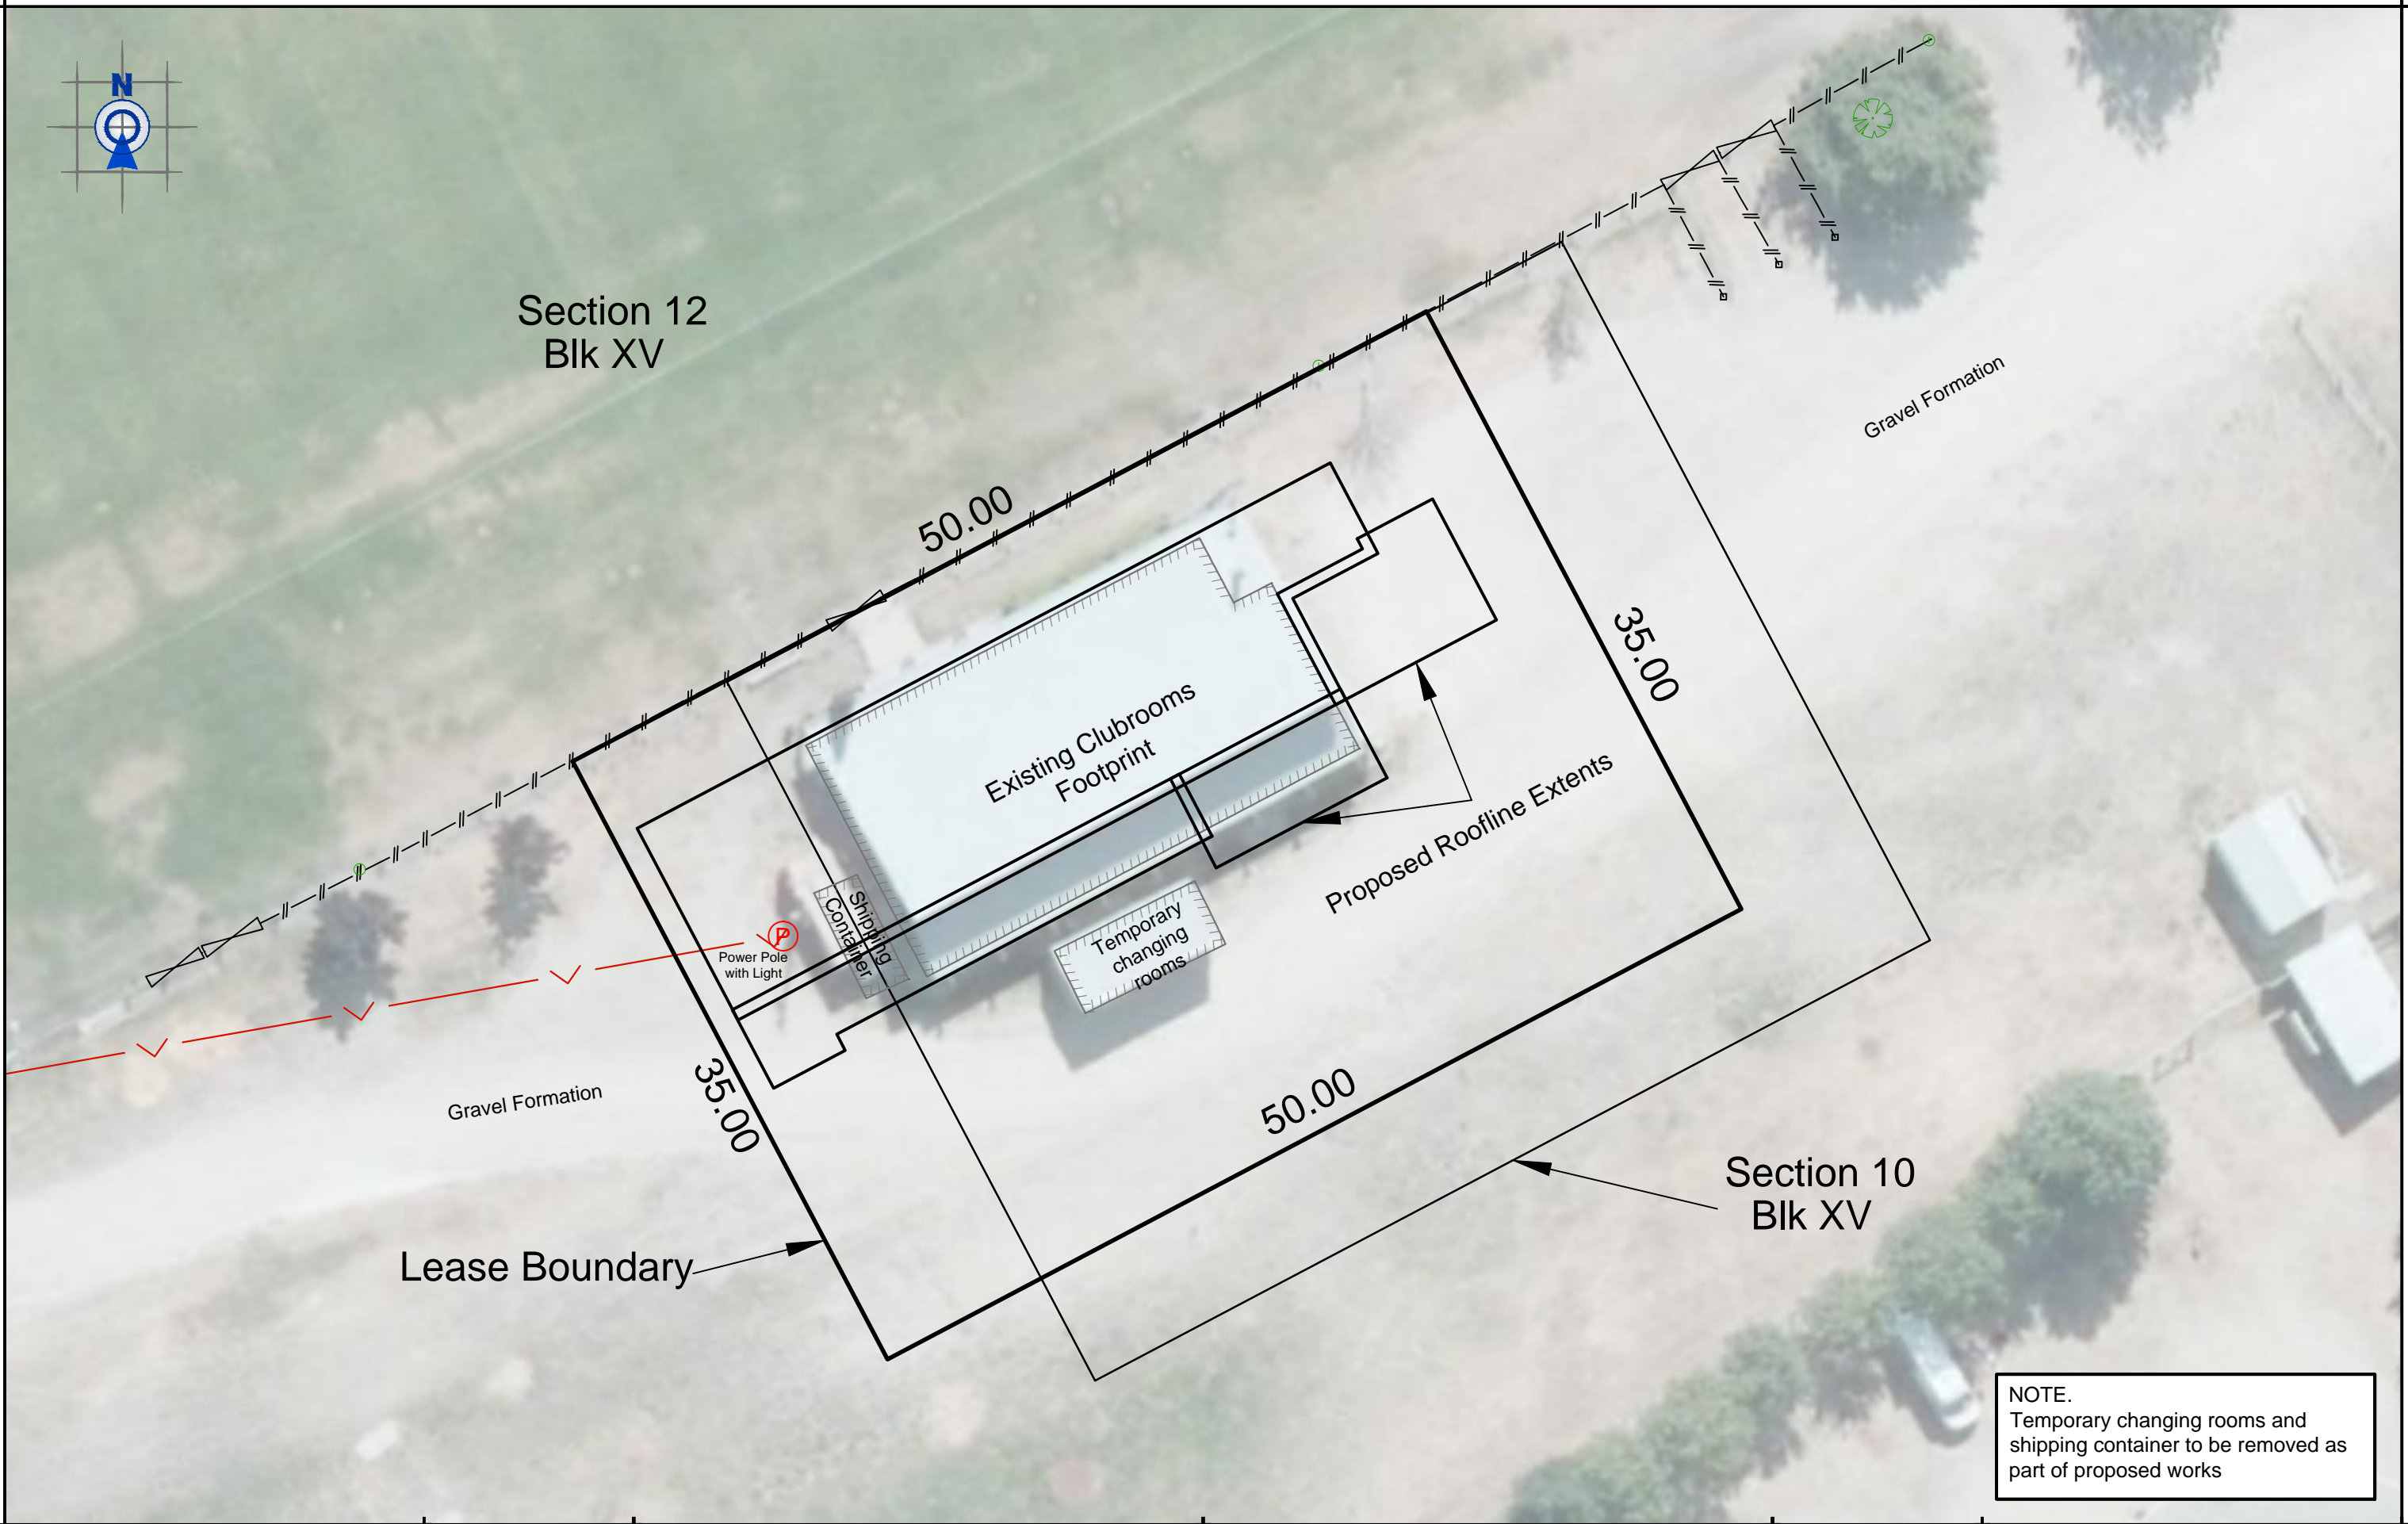 N
Section 12
Blk XV
Gravel Formation
50.00
35.00
Existing Clubrooms
Footprint
Proposed Roofline Extents
Shipping
Container
P
Power Pole
with Light
Temporary
changing
rooms
35.00
Gravel Formation
50.00
Section 10
Blk XV
Lease Boundary
NOTE.
Temporary changing rooms and
shipping container to be removed as
part of proposed works